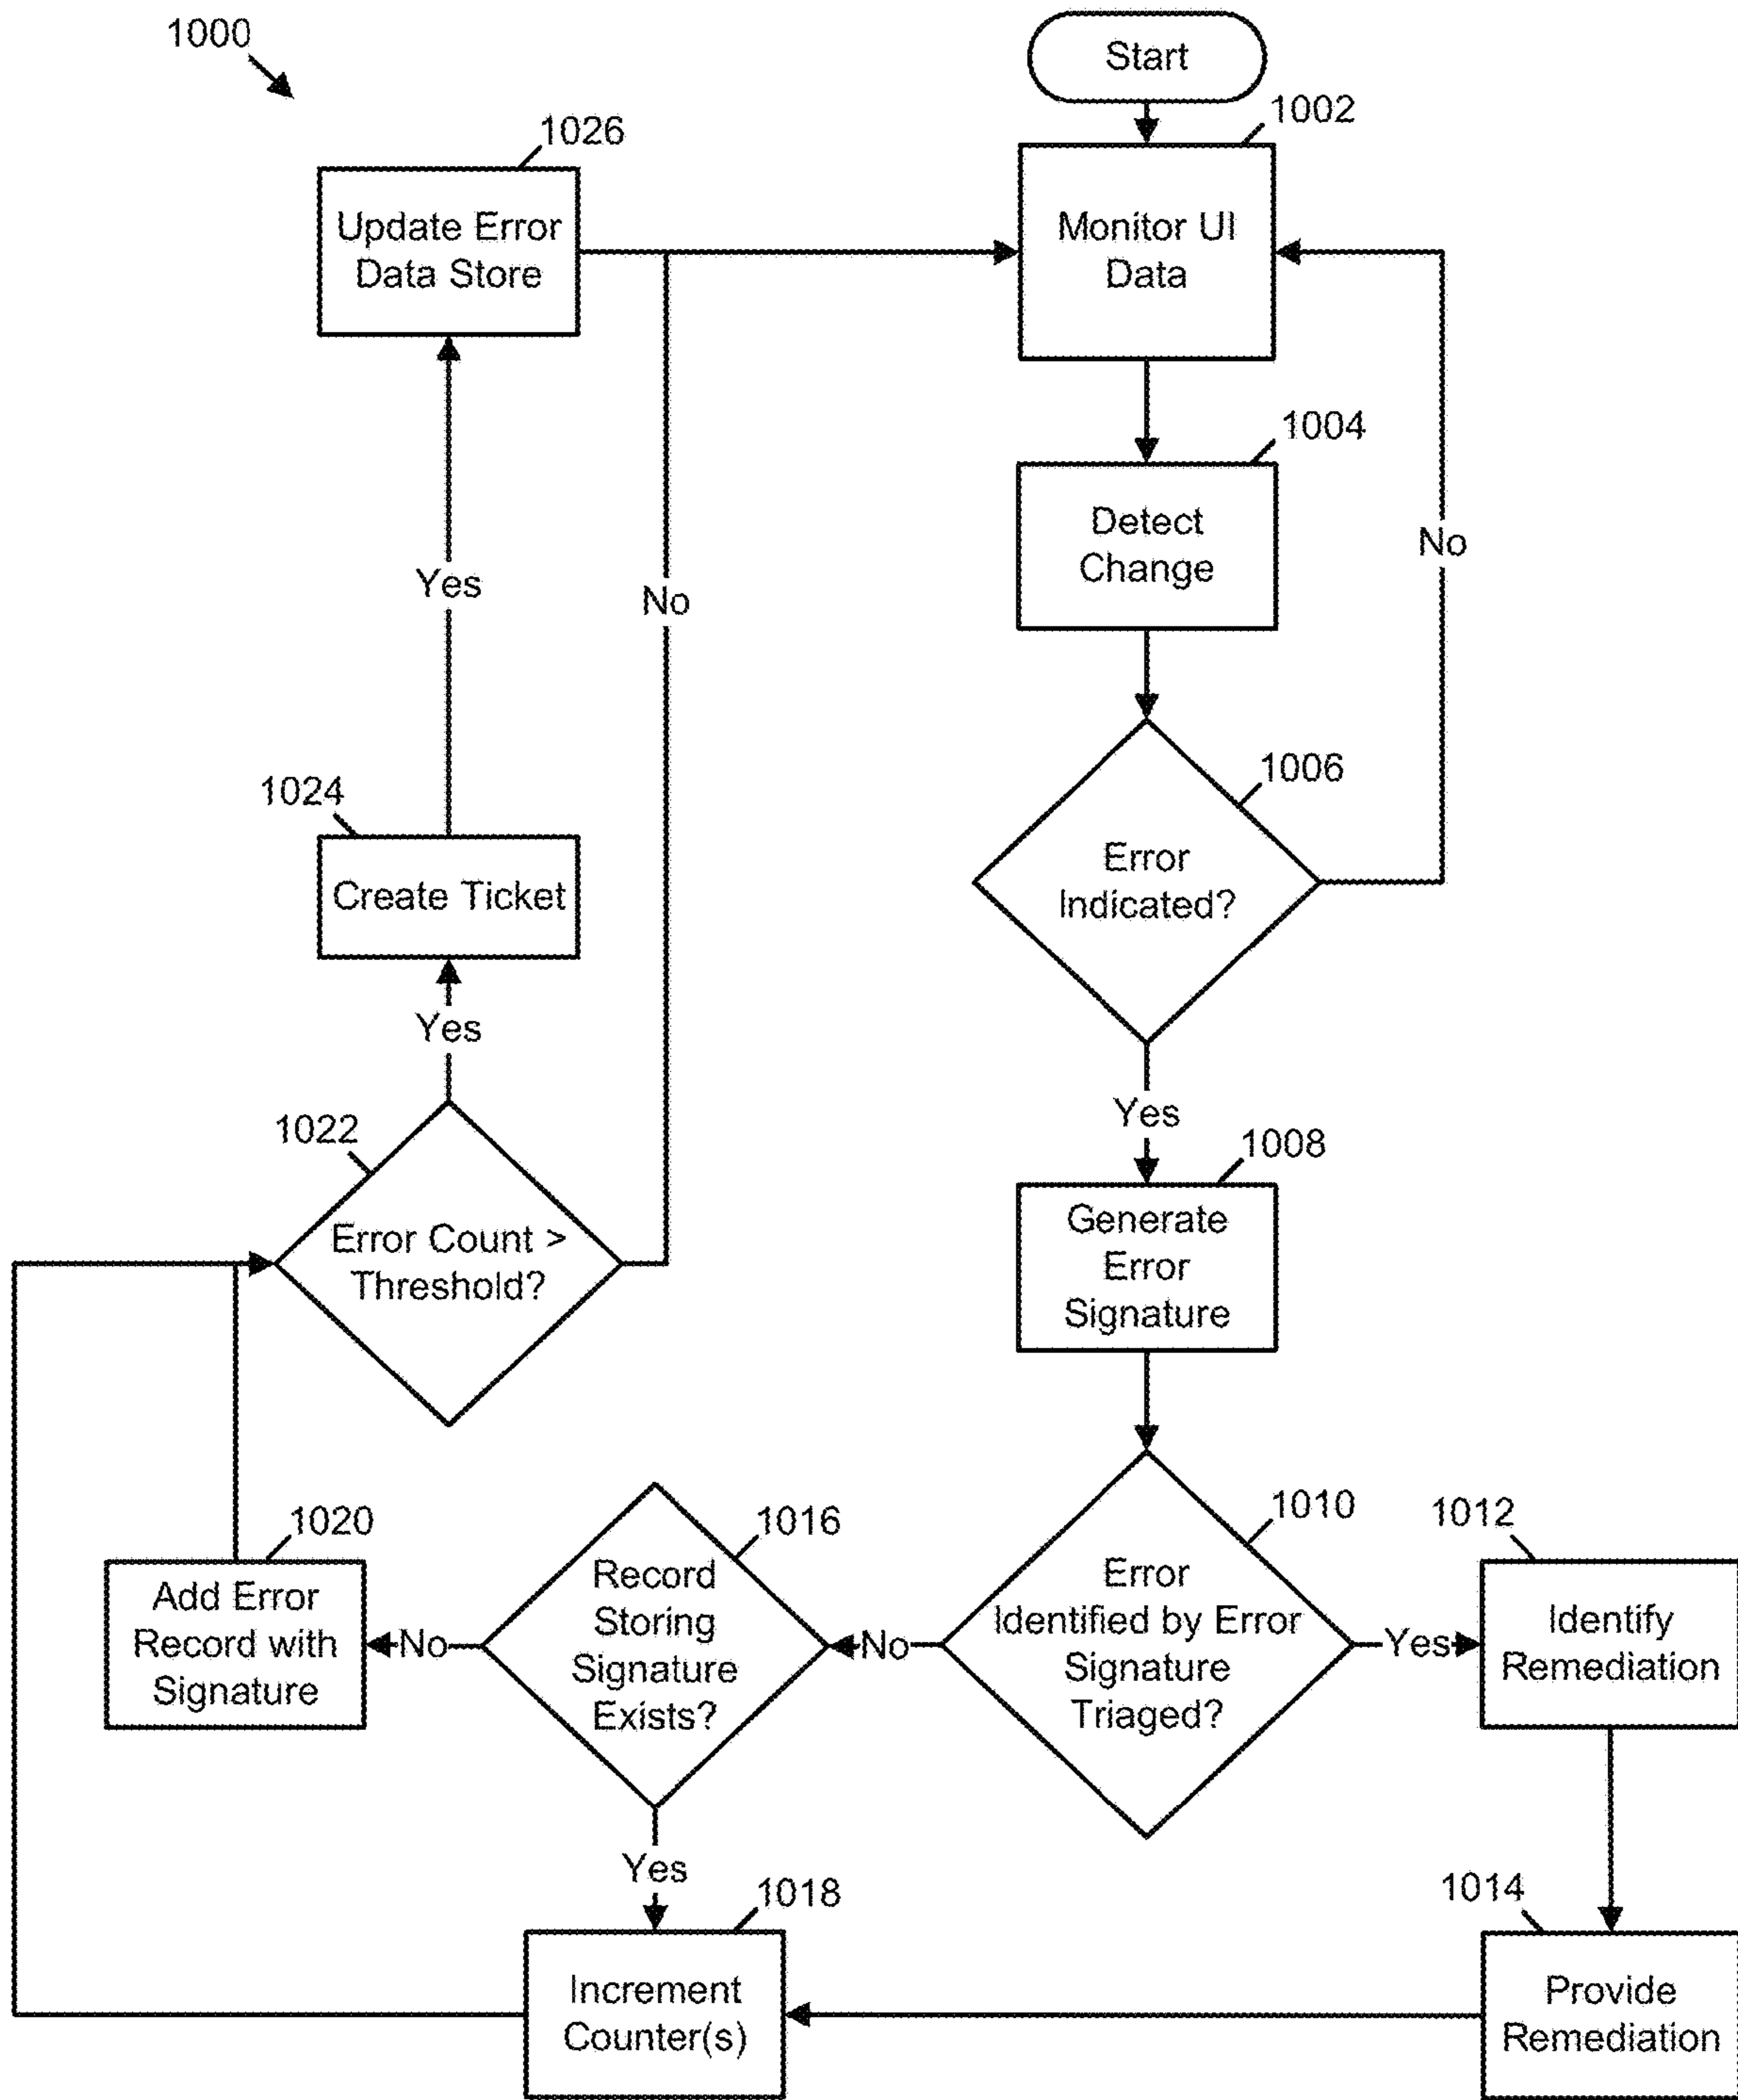 1000
Start
1002
Monitor UI
Data
1026
Update Error
Data Store
1004
Detect
Change
No
Yes
No
1006
Error
Indicated?
1024
Create Ticket
Yes
Yes
1008
Generate
Error
Signature
1022
Error Count >
Threshold?
1010
Error
Identified by Error
Signature
Triaged?
Yes
1012
Identify
Remediation
No
1016
Record
Storing
Signature
Exists?
No
1020
Add Error
Record with
Signature
Yes
1018
Increment
Counter(s)
1014
Provide
Remediation